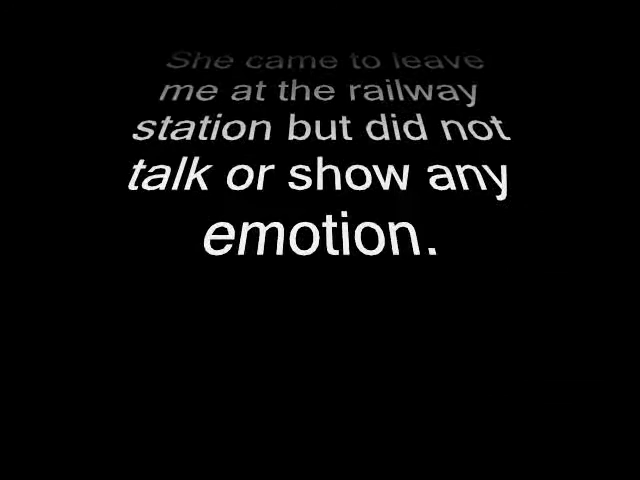 She came to leave
me at the railway
station but did not
talk or show any
emotion.